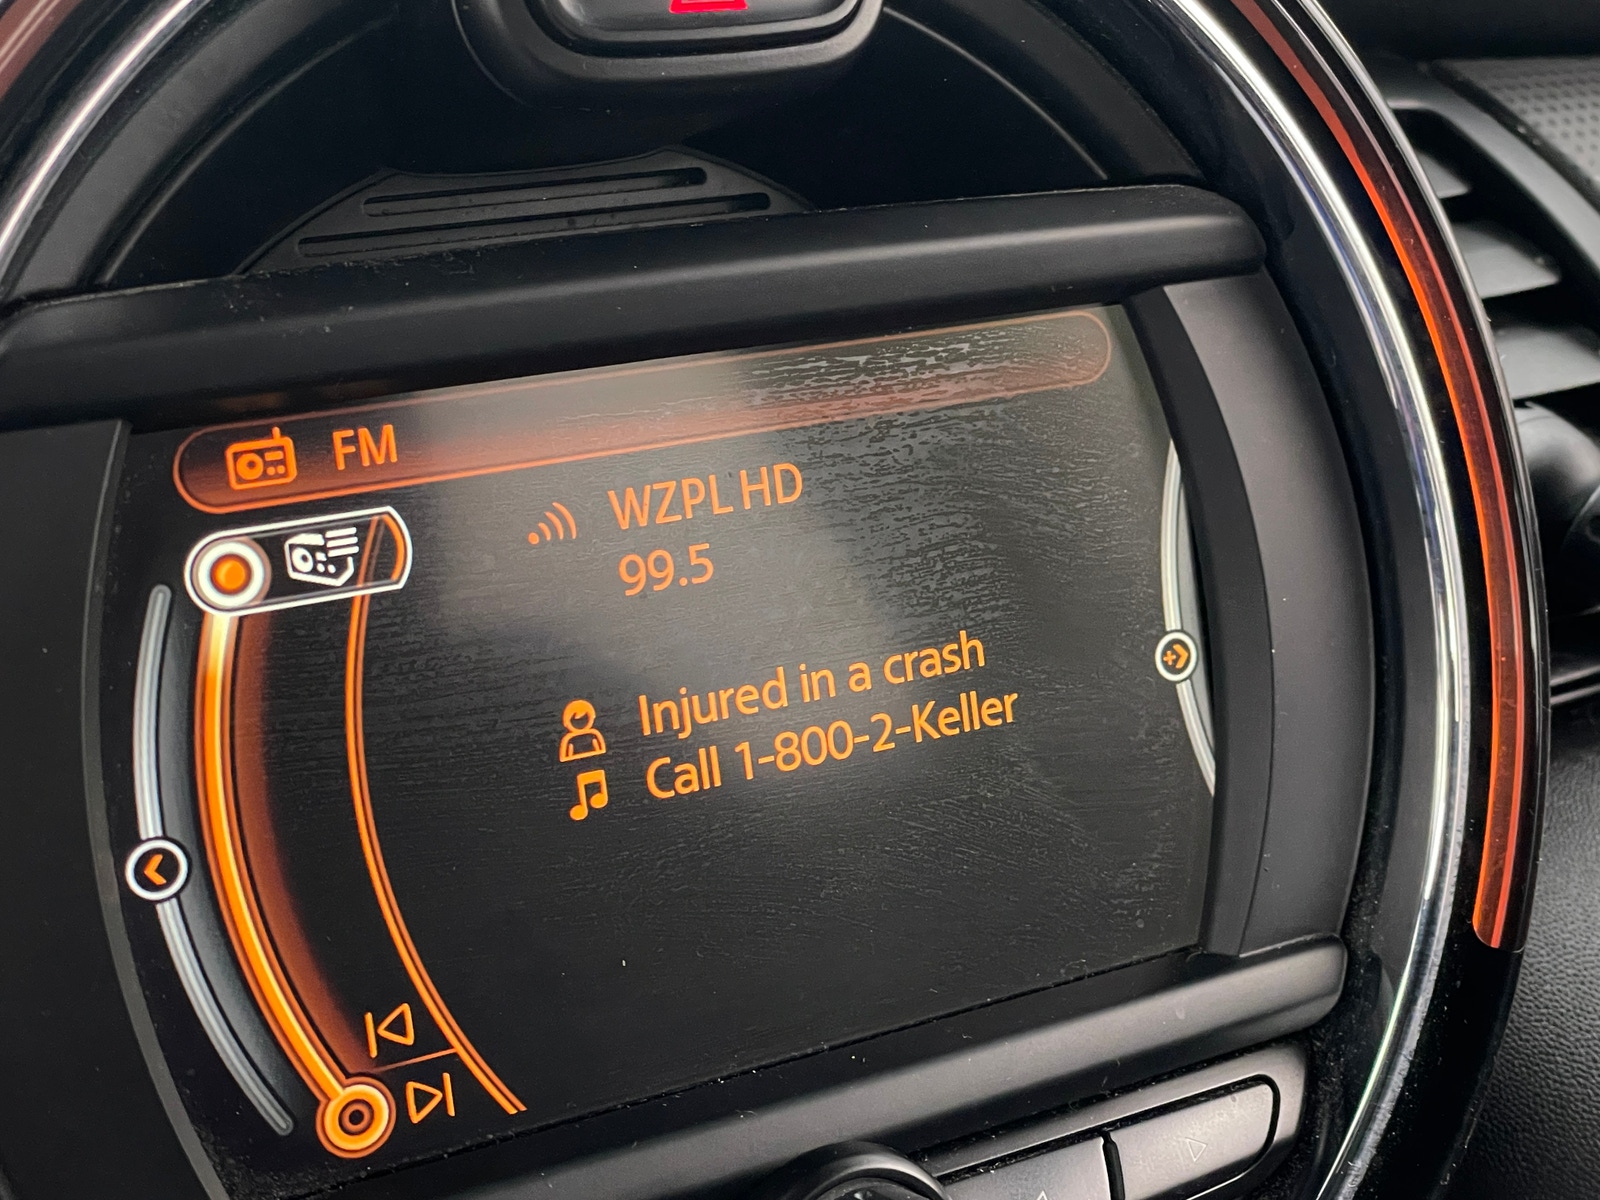 FM
WZPL HD
99.5
Injured in a crash
Call 1-800-2-Keller